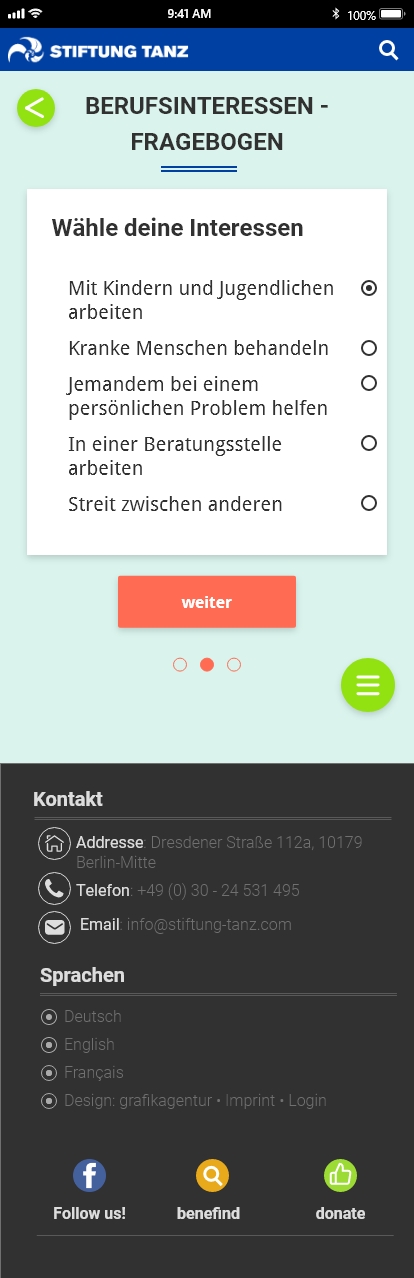 9:41 AM
100%
STIFTUNG TANZ
BERUFSINTERESSEN -
FRAGEBOGEN
Wähle deine Interessen
Mit Kindern und Jugendlichen
arbeiten
Kranke Menschen behandeln
Jemandem bei einem
persönlichen Problem helfen
In einer Beratungsstelle
arbeiten
Streit zwischen anderen
weiter
Kontakt
Addresse: Dresdener Straße 112a, 10179
Berlin-Mitte
Telefon: +49 (0) 30 - 24 531 495
Email: info@stiftung-tanz.com
Sprachen
Deutsch
English
Français
Design: grafikagentur • Imprint • Login
Follow us!
benefind
donate